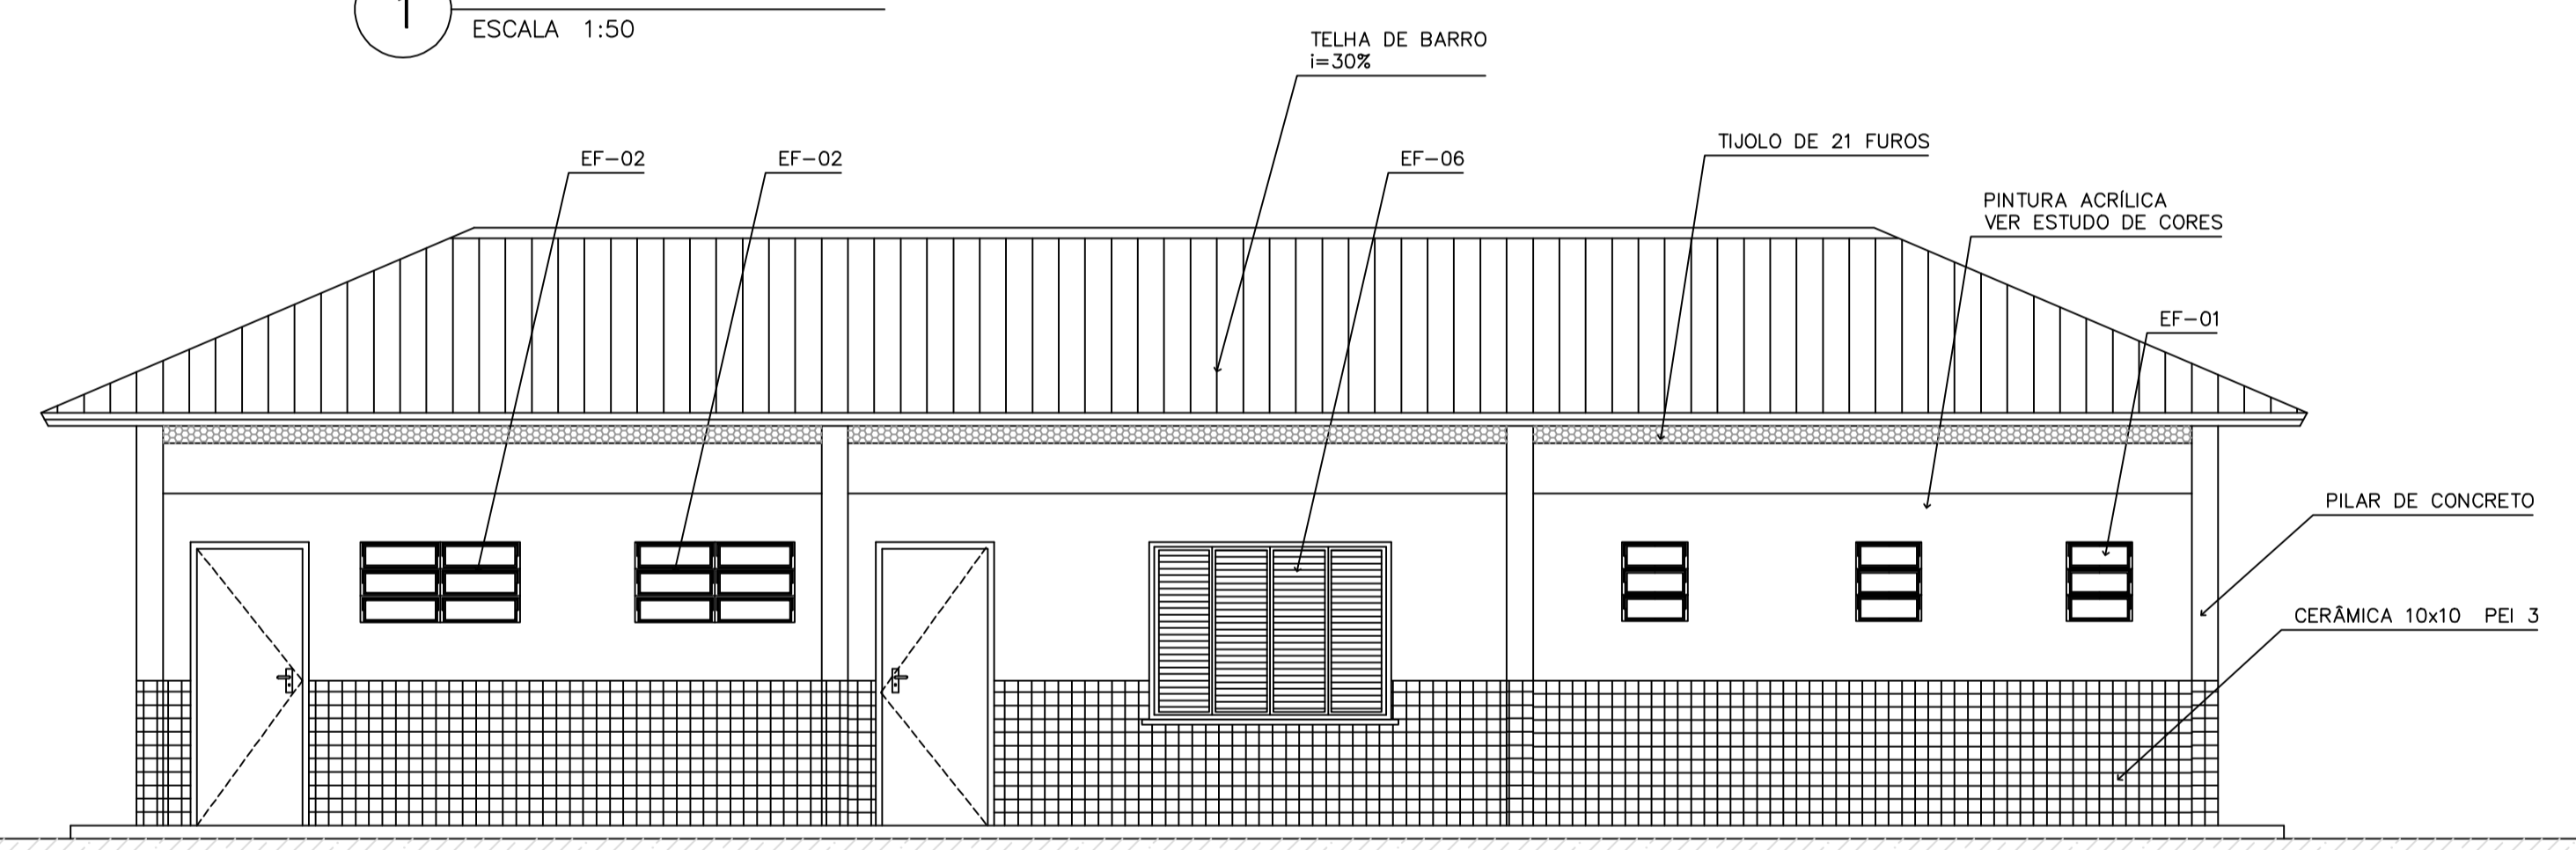 1
ESCALA 1:50
TELHA DE BARRO
i=30%
EF-02
EF-02
EF-06
TIJOLO DE 21 FUROS
PINTURA ACRÍLICA
VER ESTUDO DE CORES
EF-01
PILAR DE CONCRETO
CERÂMICA 10x10 PEI 3